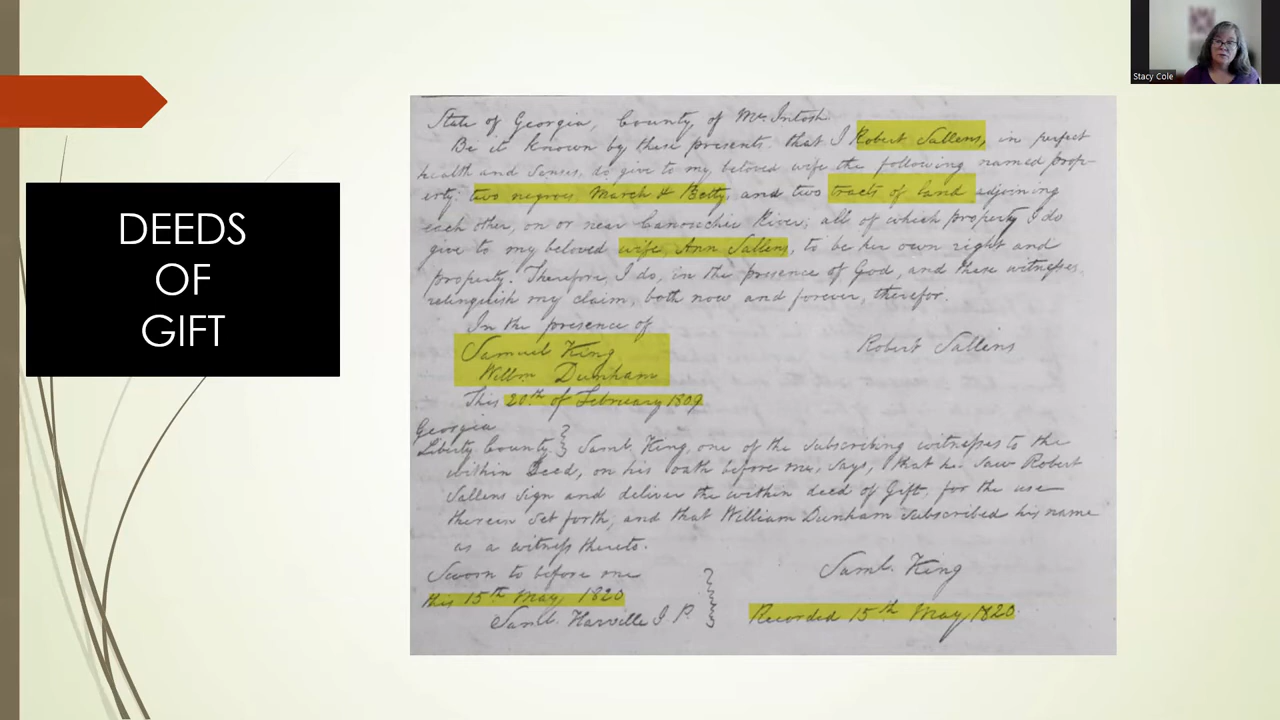 Stacy Cole
DEEDS
OF
GIFT
State of Georgia, County of McIntosh.
Be it known by these presents that I Robert Sallens, in perfect
health and senses, do give to my beloved wife the following named prop-
erty: two negroes March & Betty, and two tracts of land adjoining
each other, on or near Canouchie River; all of which property I do
give to my beloved wife, Ann Sallens, to be her own right and
property. Therefore, I do, in the presence of God, and these witnesses,
relinquish my claim, both now and forever, therefor.
In the presence of
Samuel King
Robert Sallens
Willm Dunham
This 20th of February 1809
Georgia
Liberty County } Saml. King, one of the subscribing witnesses to the
within Deed, on his oath before me, says, that he saw Robert
Sallens sign and deliver the within deed of Gift, for the use
therein set forth, and that William Dunham subscribed his name
as a witness thereto.
Sworn to before me
Saml. King
this 15th May, 1820
Saml. Harville J. P.
Recorded 15th May 1820.